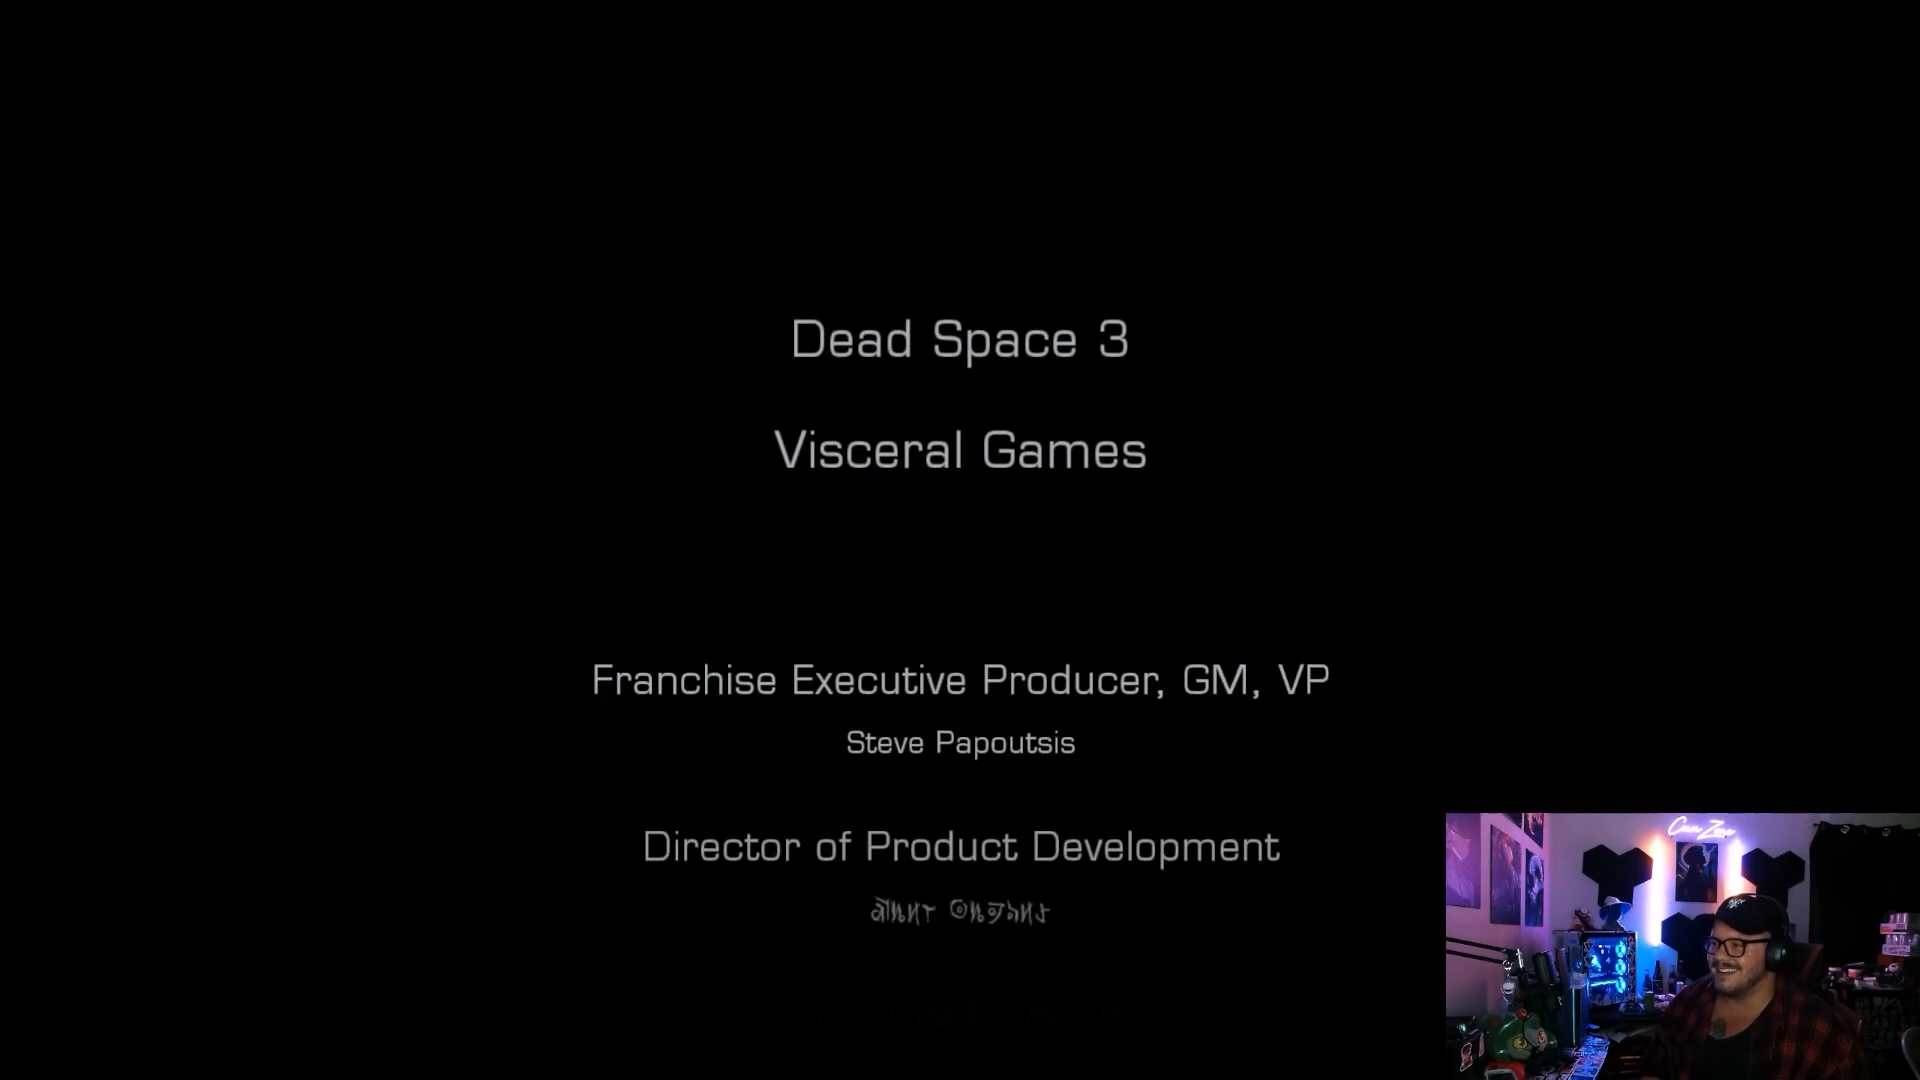 Dead Space 3
Visceral Games
Franchise Executive Producer, GM, VP
Steve Papoutsis
Director of Product Development